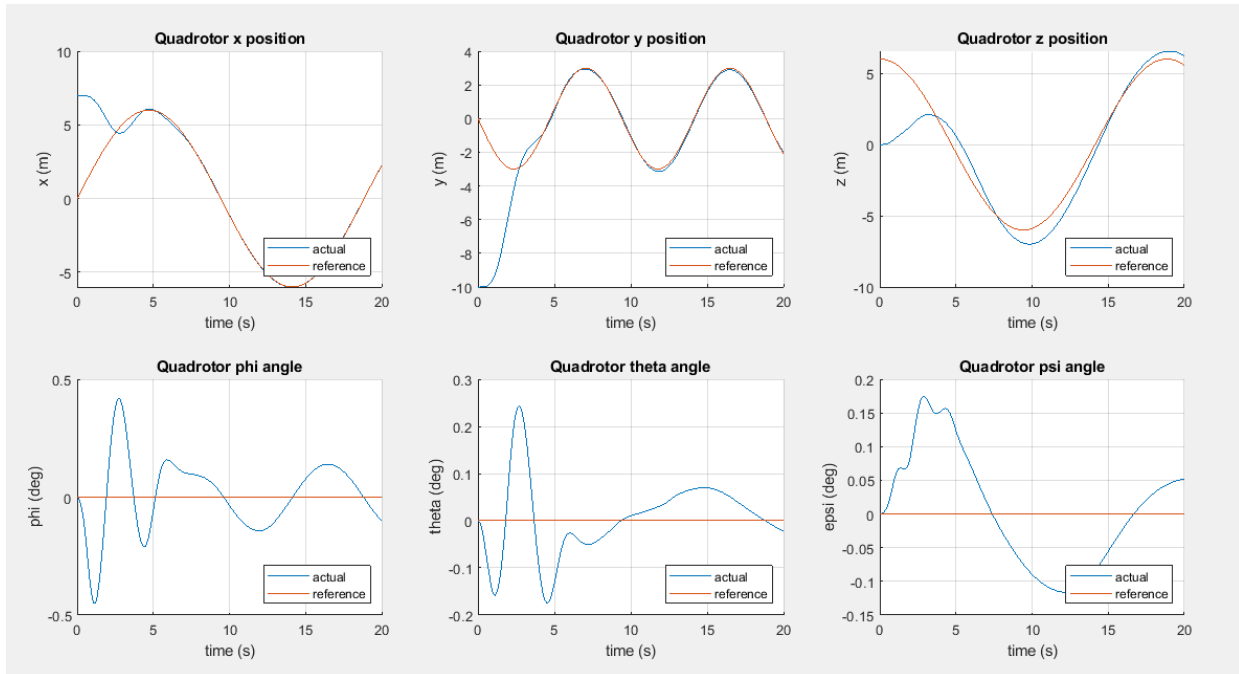 Quadrotor x position
10
5
0
-5
x (m)
0 5 10 15 20
time (s)
actual
reference
Quadrotor y position
4
2
0
-2
-4
-6
-8
-10
y (m)
0 5 10 15 20
time (s)
actual
reference
Quadrotor z position
5
0
-5
-10
z (m)
0 5 10 15 20
time (s)
actual
reference
Quadrotor phi angle
0.5
0
-0.5
phi (deg)
0 5 10 15 20
time (s)
actual
reference
Quadrotor theta angle
0.3
0.2
0.1
0
-0.1
-0.2
theta (deg)
0 5 10 15 20
time (s)
actual
reference
Quadrotor psi angle
0.2
0.15
0.1
0.05
0
-0.05
-0.1
-0.15
epsi (deg)
0 5 10 15 20
time (s)
actual
reference